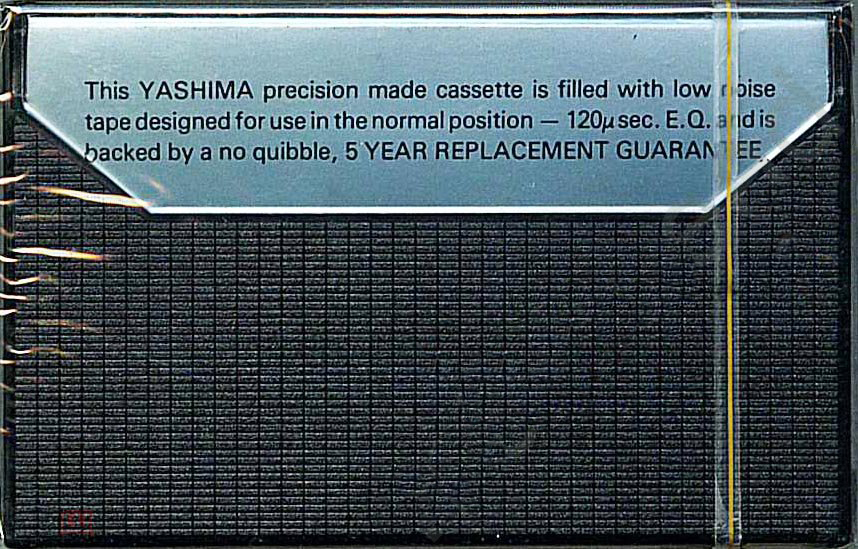 This YASHIMA precision made cassette is filled with low noise
tape designed for use in the normal position — 120μsec. E.Q. and is
backed by a no quibble, 5 YEAR REPLACEMENT GUARANTEE.